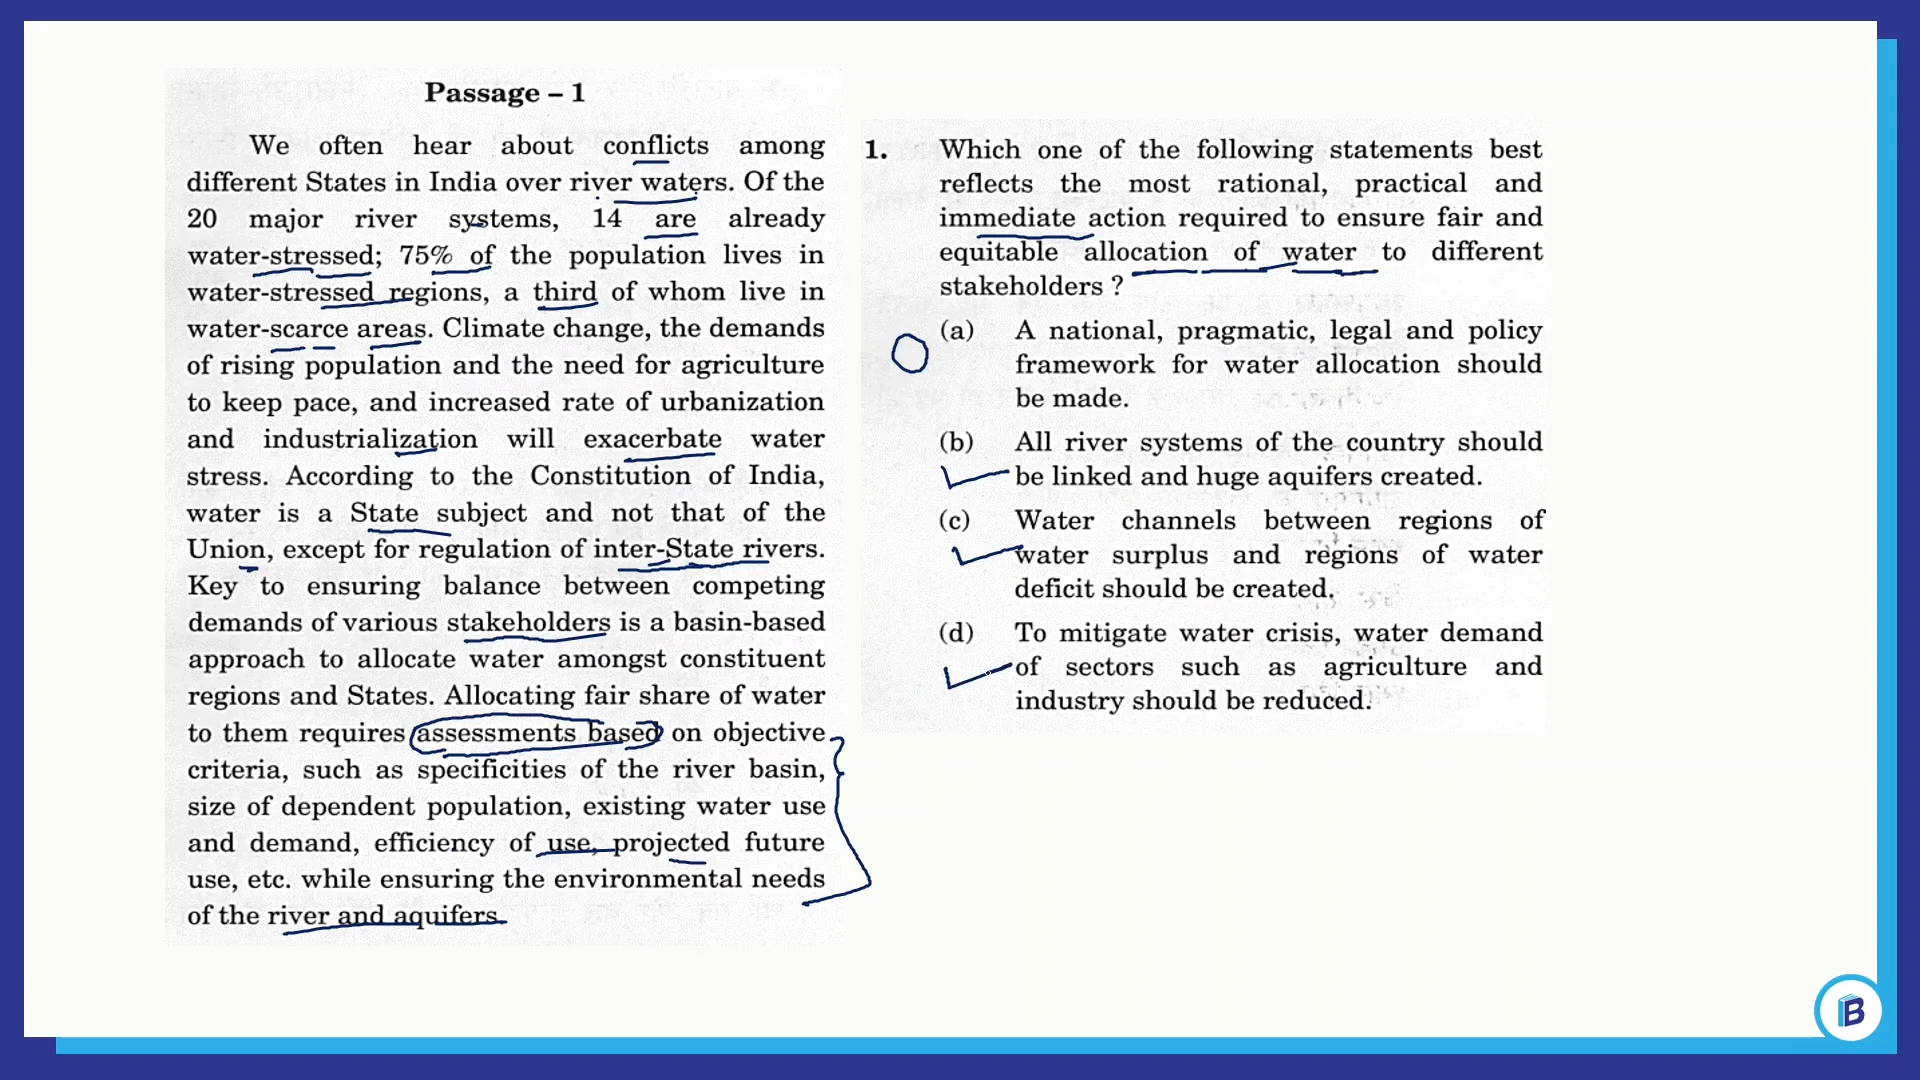 Passage – 1
We often hear about conflicts among
different States in India over river waters. Of the
20 major river systems, 14 are already
water-stressed; 75% of the population lives in
water-stressed regions, a third of whom live in
water-scarce areas. Climate change, the demands
of rising population and the need for agriculture
to keep pace, and increased rate of urbanization
and industrialization will exacerbate water
stress. According to the Constitution of India,
water is a State subject and not that of the
Union, except for regulation of inter-State rivers.
Key to ensuring balance between competing
demands of various stakeholders is a basin-based
approach to allocate water amongst constituent
regions and States. Allocating fair share of water
to them requires assessments based on objective
criteria, such as specificities of the river basin,
size of dependent population, existing water use
and demand, efficiency of use, projected future
use, etc. while ensuring the environmental needs
of the river and aquifers.
1. Which one of the following statements best
reflects the most rational, practical and
immediate action required to ensure fair and
equitable allocation of water to different
stakeholders ?
(a) A national, pragmatic, legal and policy
framework for water allocation should
be made.
(b) All river systems of the country should
be linked and huge aquifers created.
(c) Water channels between regions of
water surplus and regions of water
deficit should be created.
(d) To mitigate water crisis, water demand
of sectors such as agriculture and
industry should be reduced.
B